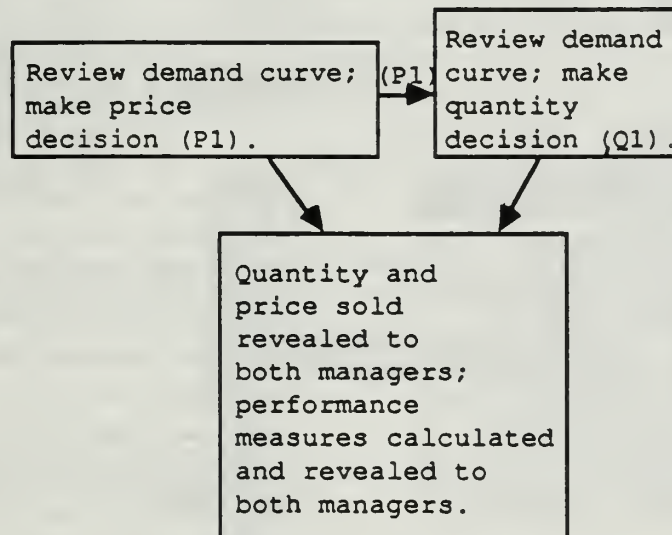 Review demand curve;
make price
decision (P1).
(P1)
Review demand
curve; make
quantity
decision (Q1).
Quantity and
price sold
revealed to
both managers;
performance
measures calculated
and revealed to
both managers.